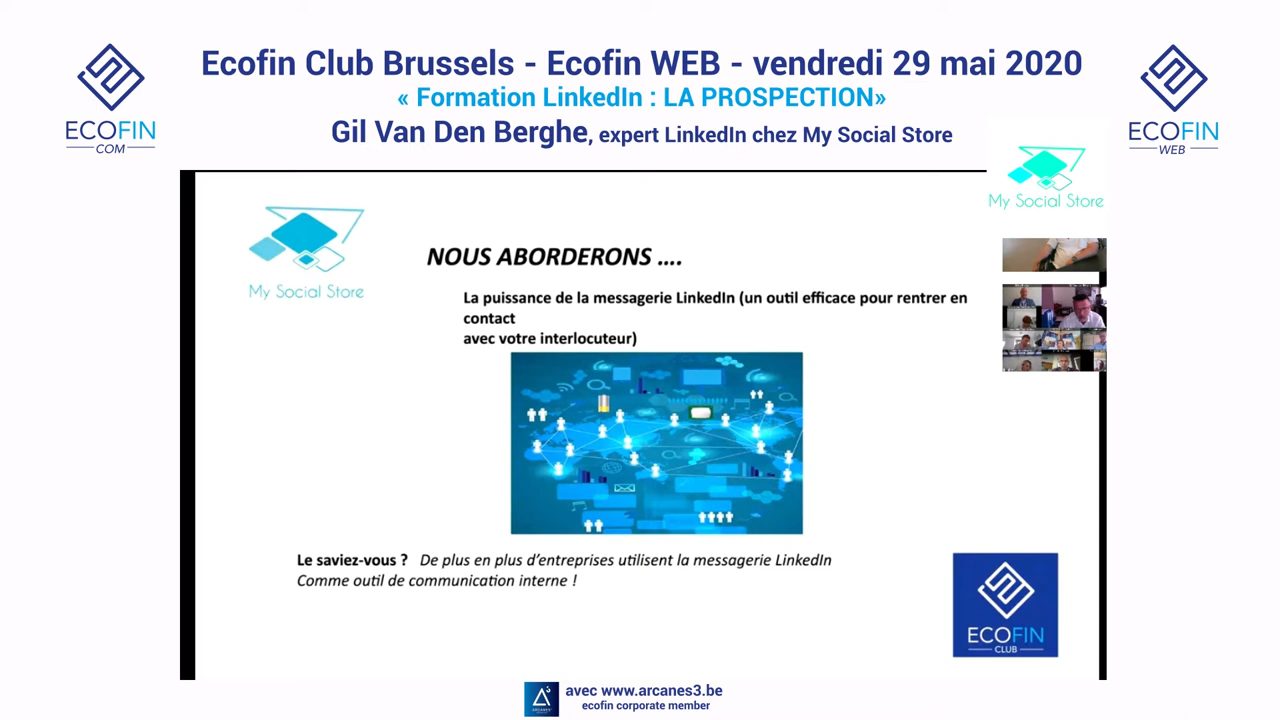 Ecofin Club Brussels - Ecofin WEB - vendredi 29 mai 2020
« Formation LinkedIn : LA PROSPECTION»
Gil Van Den Berghe, expert LinkedIn chez My Social Store
ECOFIN
COM
ECOFIN
WEB
My Social Store
My Social Store
NOUS ABORDERONS ....
La puissance de la messagerie LinkedIn (un outil efficace pour rentrer en
contact
avec votre interlocuteur)
Le saviez-vous ? De plus en plus d'entreprises utilisent la messagerie LinkedIn
Comme outil de communication interne !
ECOFIN
CLUB
ARCANES
avec www.arcanes3.be
ecofin corporate member